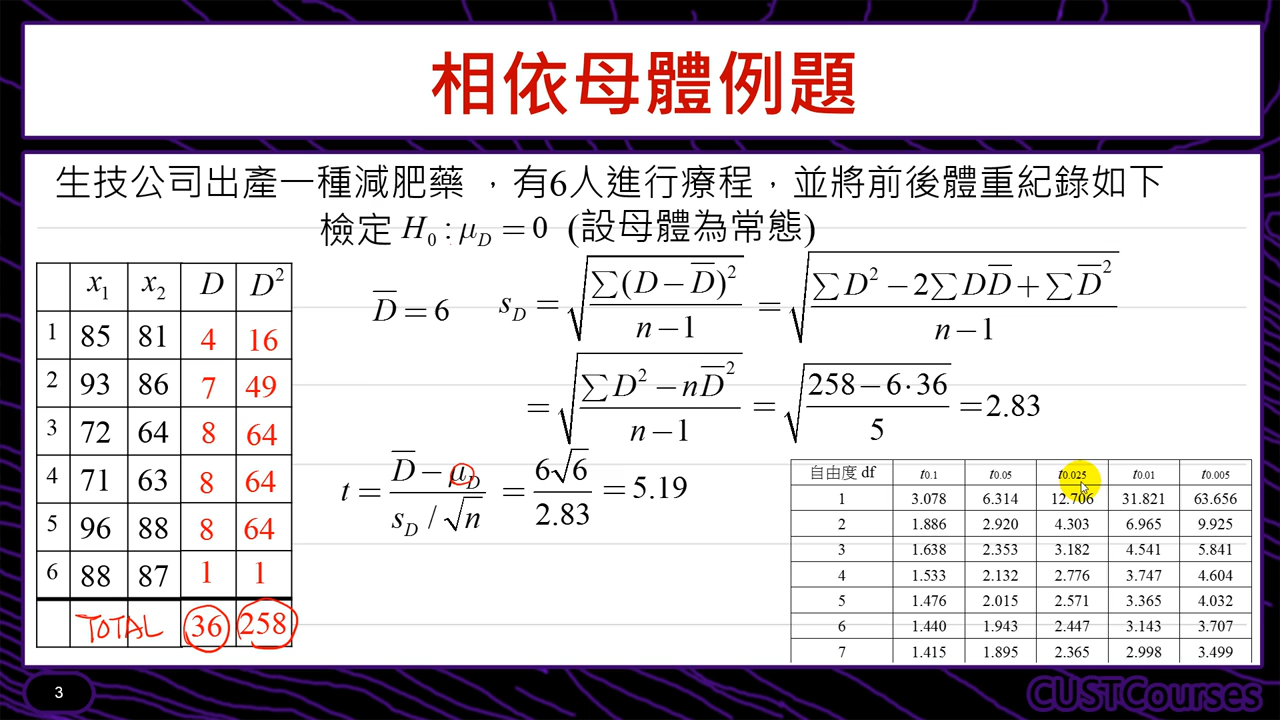 相依母體例題
生技公司出產一種減肥藥 ，有6人進行療程，並將前後體重紀錄如下
檢定 H₀ : μ_D = 0 (設母體為常態)
x₁ x₂ D D²
1 85 81 4 16
2 93 86 7 49
3 72 64 8 64
4 71 63 8 64
5 96 88 8 64
6 88 87 1 1
TOTAL 36 258
D̅ = 6
s_D = √(∑(D − D̅)² / (n − 1)) = √((∑D² − 2∑DD̅ + ∑D̅²) / (n − 1))
= √((∑D² − nD̅²) / (n − 1)) = √((258 − 6·36) / 5) = 2.83
t = (D̅ − μ_D) / (s_D / √n) = 6√6 / 2.83 = 5.19
自由度 df t0.1 t0.05 t0.025 t0.01 t0.005
1 3.078 6.314 12.706 31.821 63.656
2 1.886 2.920 4.303 6.965 9.925
3 1.638 2.353 3.182 4.541 5.841
4 1.533 2.132 2.776 3.747 4.604
5 1.476 2.015 2.571 3.365 4.032
6 1.440 1.943 2.447 3.143 3.707
7 1.415 1.895 2.365 2.998 3.499
3
CUSTCourses